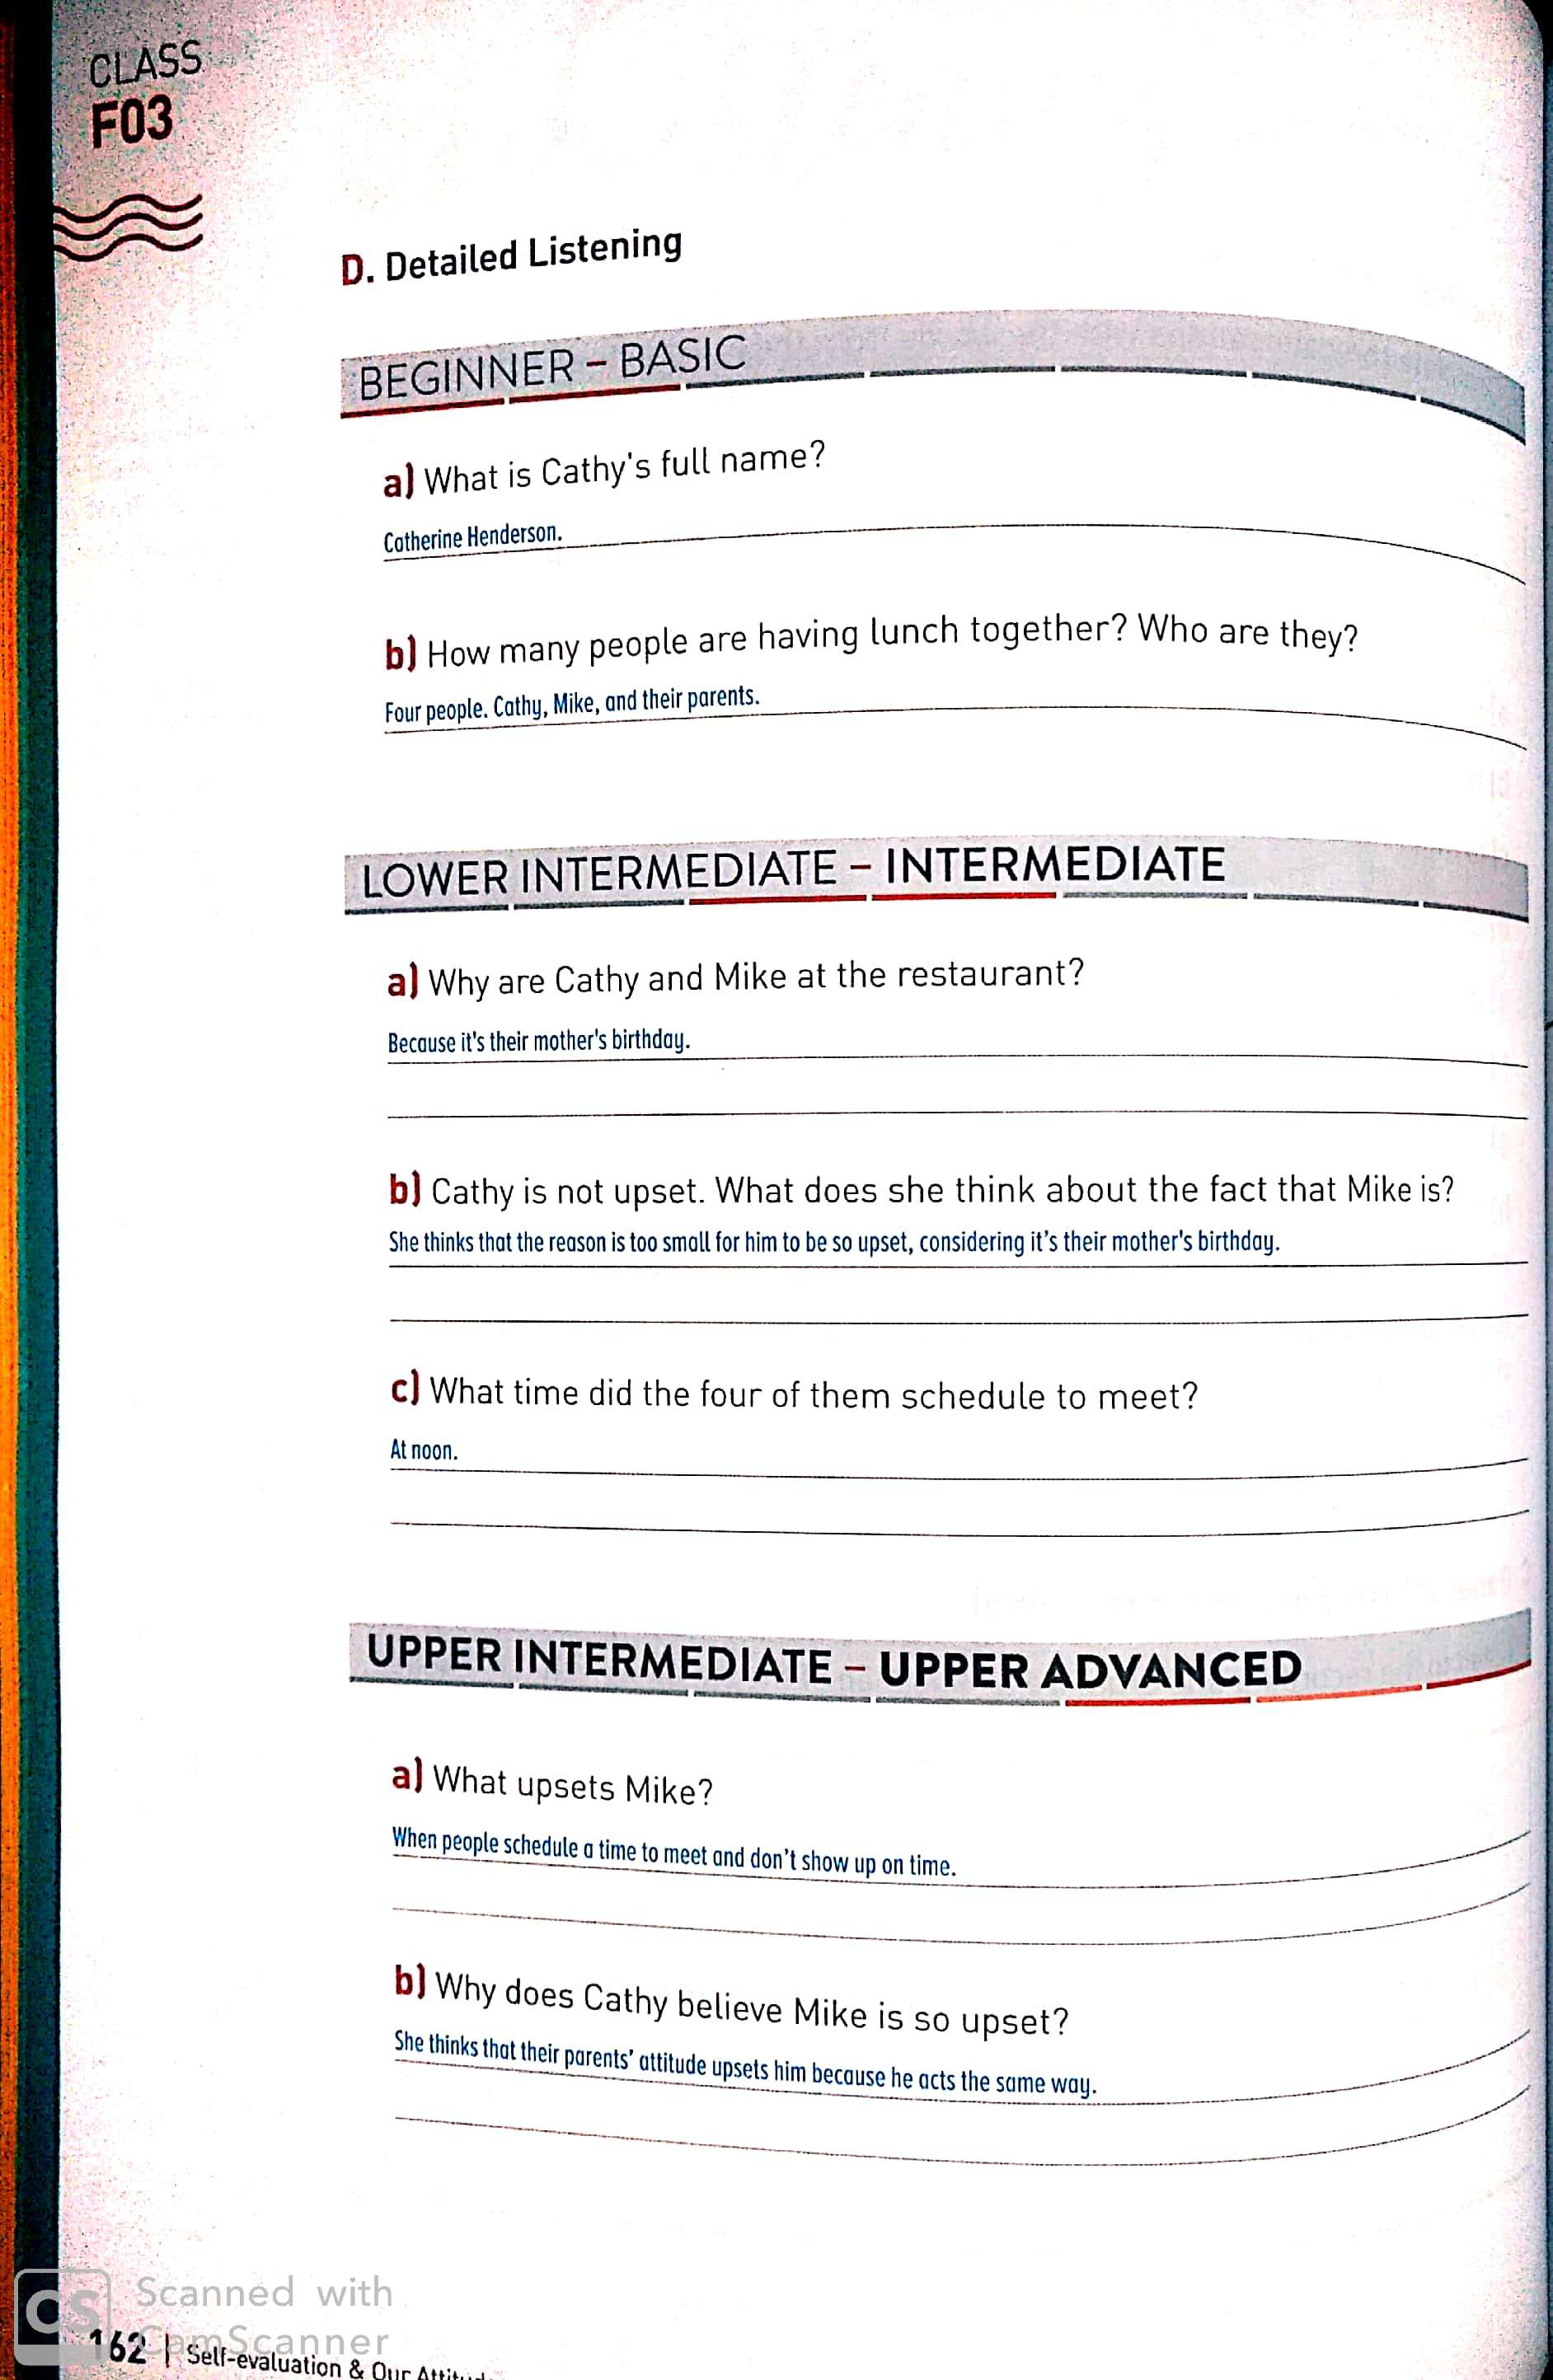 CLASS
F03
D. Detailed Listening
BEGINNER – BASIC
a) What is Cathy's full name?
Catherine Henderson.
b) How many people are having lunch together? Who are they?
Four people. Cathy, Mike, and their parents.
LOWER INTERMEDIATE – INTERMEDIATE
a) Why are Cathy and Mike at the restaurant?
Because it's their mother's birthday.
b) Cathy is not upset. What does she think about the fact that Mike is?
She thinks that the reason is too small for him to be so upset, considering it’s their mother's birthday.
c) What time did the four of them schedule to meet?
At noon.
UPPER INTERMEDIATE – UPPER ADVANCED
a) What upsets Mike?
When people schedule a time to meet and don’t show up on time.
b) Why does Cathy believe Mike is so upset?
She thinks that their parents’ attitude upsets him because he acts the same way.
CS Scanned with
CamScanner
162 | Self-evaluation & Our